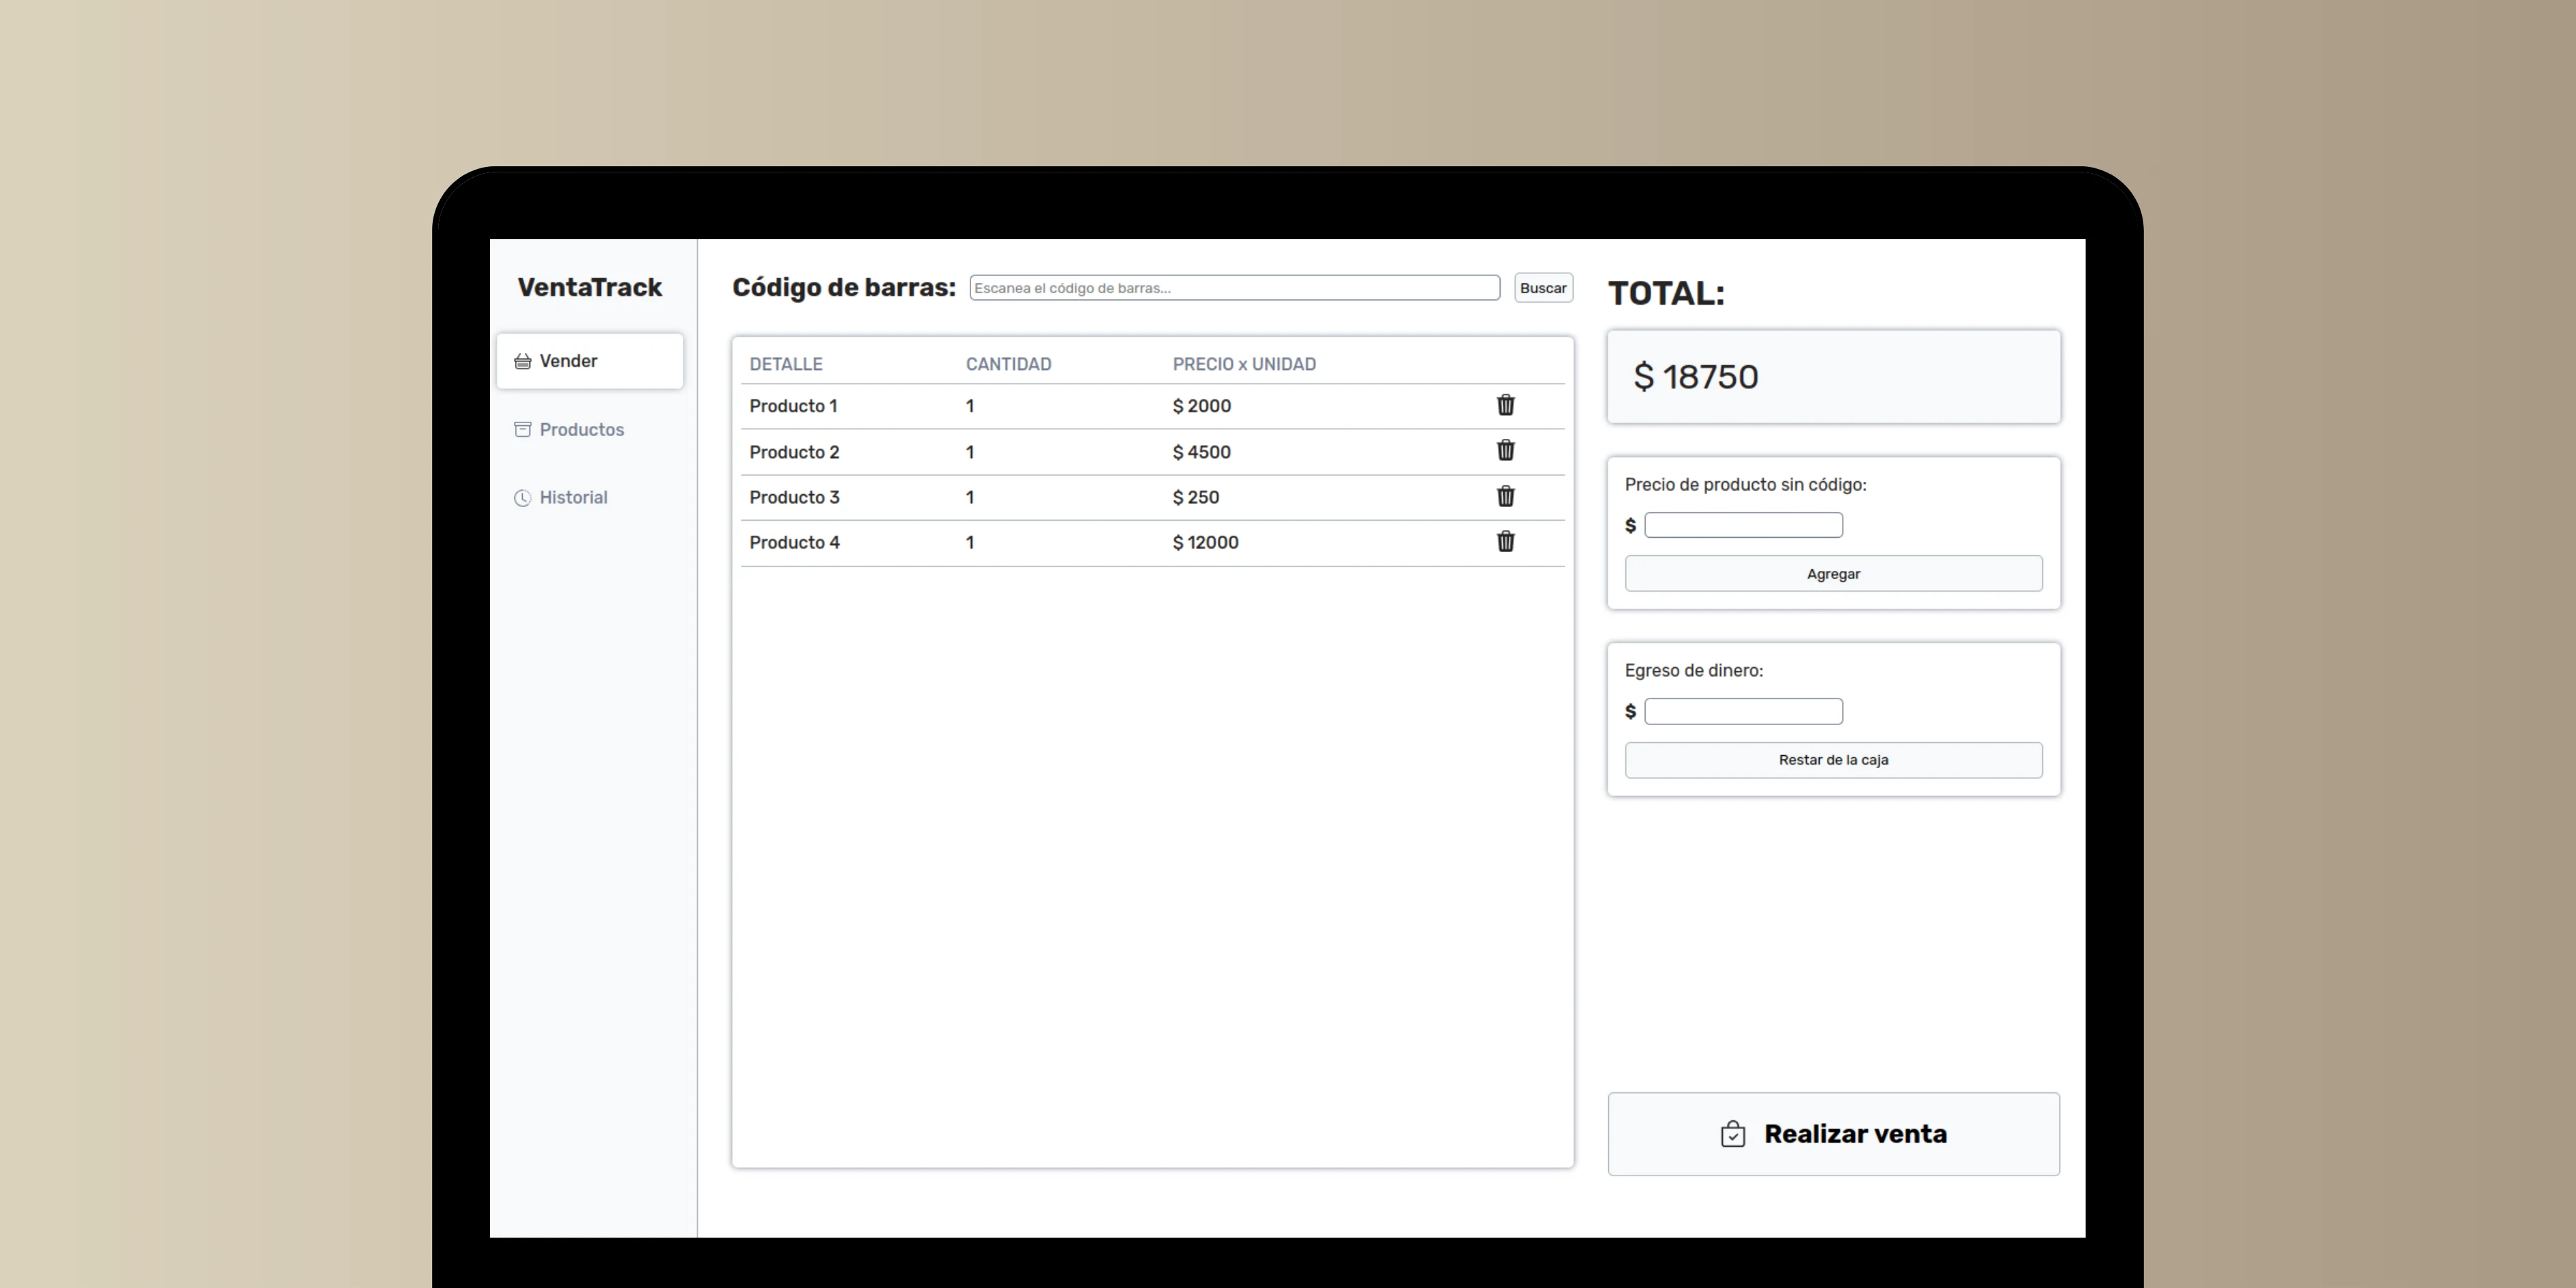 VentaTrack
Vender
Productos
Historial
Código de barras:
Escanea el código de barras...
Buscar
DETALLE CANTIDAD PRECIO x UNIDAD
Producto 1 1 $ 2000
Producto 2 1 $ 4500
Producto 3 1 $ 250
Producto 4 1 $ 12000
TOTAL:
$ 18750
Precio de producto sin código:
$
Agregar
Egreso de dinero:
$
Restar de la caja
Realizar venta